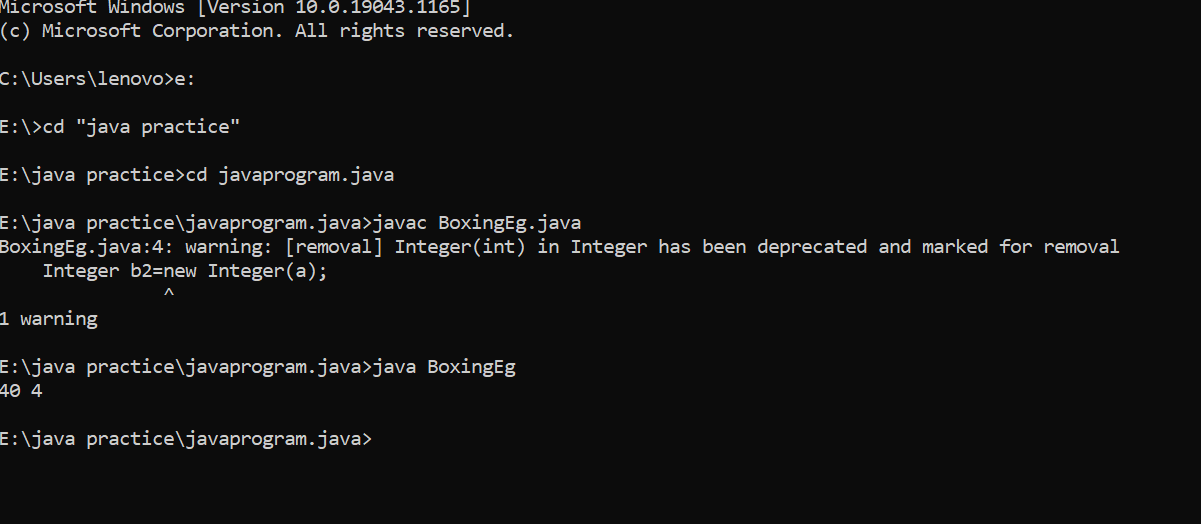 Microsoft Windows [Version 10.0.19043.1165]
(c) Microsoft Corporation. All rights reserved.
C:\Users\lenovo>e:
E:\>cd "java practice"
E:\java practice>cd javaprogram.java
E:\java practice\javaprogram.java>javac BoxingEg.java
BoxingEg.java:4: warning: [removal] Integer(int) in Integer has been deprecated and marked for removal
    Integer b2=new Integer(a);
               ^
1 warning
E:\java practice\javaprogram.java>java BoxingEg
40 4
E:\java practice\javaprogram.java>